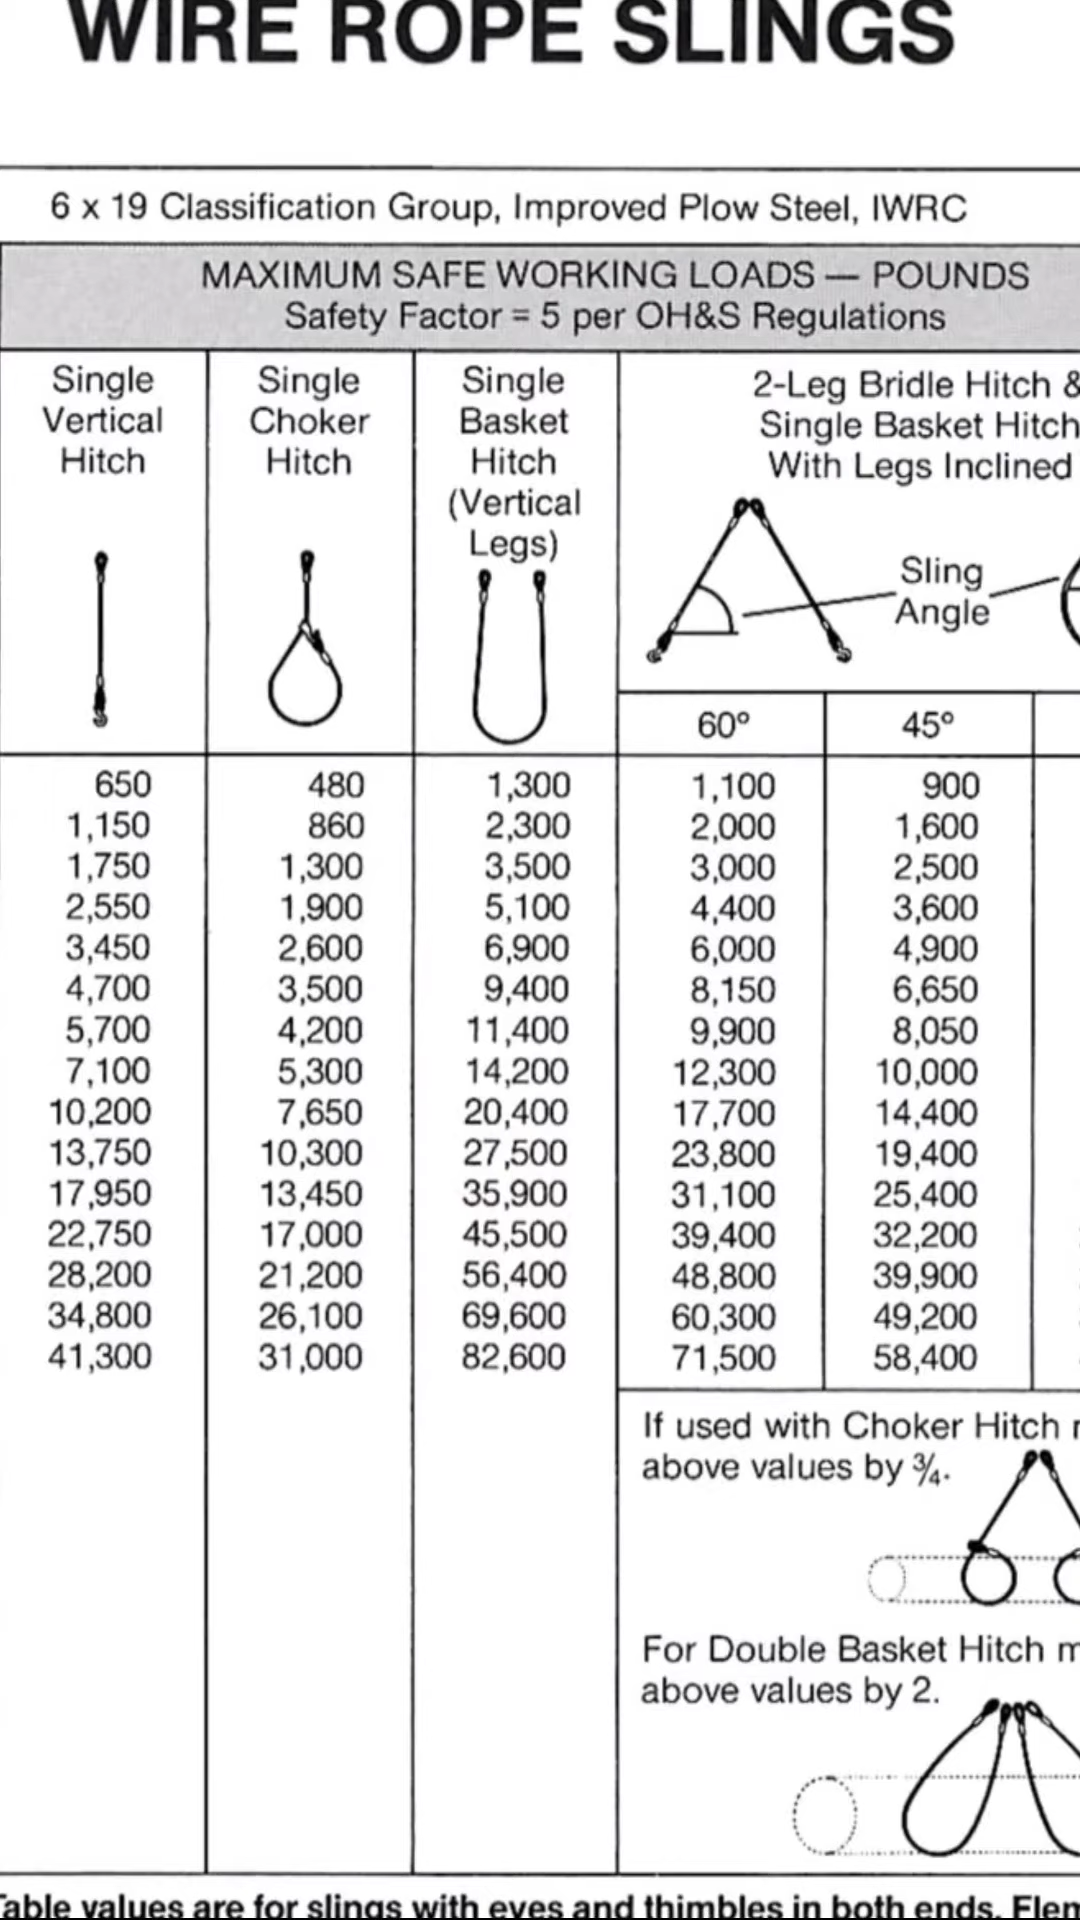 WIRE ROPE SLINGS
6 x 19 Classification Group, Improved Plow Steel, IWRC
MAXIMUM SAFE WORKING LOADS — POUNDS
Safety Factor = 5 per OH&S Regulations
Single Vertical Hitch
Single Choker Hitch
Single Basket Hitch (Vertical Legs)
2-Leg Bridle Hitch &
Single Basket Hitch
With Legs Inclined
Sling
Angle
60° 45°
650 480 1,300 1,100 900
1,150 860 2,300 2,000 1,600
1,750 1,300 3,500 3,000 2,500
2,550 1,900 5,100 4,400 3,600
3,450 2,600 6,900 6,000 4,900
4,700 3,500 9,400 8,150 6,650
5,700 4,200 11,400 9,900 8,050
7,100 5,300 14,200 12,300 10,000
10,200 7,650 20,400 17,700 14,400
13,750 10,300 27,500 23,800 19,400
17,950 13,450 35,900 31,100 25,400
22,750 17,000 45,500 39,400 32,200
28,200 21,200 56,400 48,800 39,900
34,800 26,100 69,600 60,300 49,200
41,300 31,000 82,600 71,500 58,400
If used with Choker Hitch
above values by ¾.
For Double Basket Hitch
above values by 2.
Table values are for slings with eyes and thimbles in both ends.